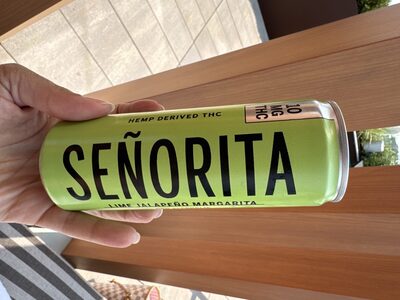 HEMP DERIVED THC
10
MG
THC
SEÑORITA
LIME JALAPEÑO MARGARITA